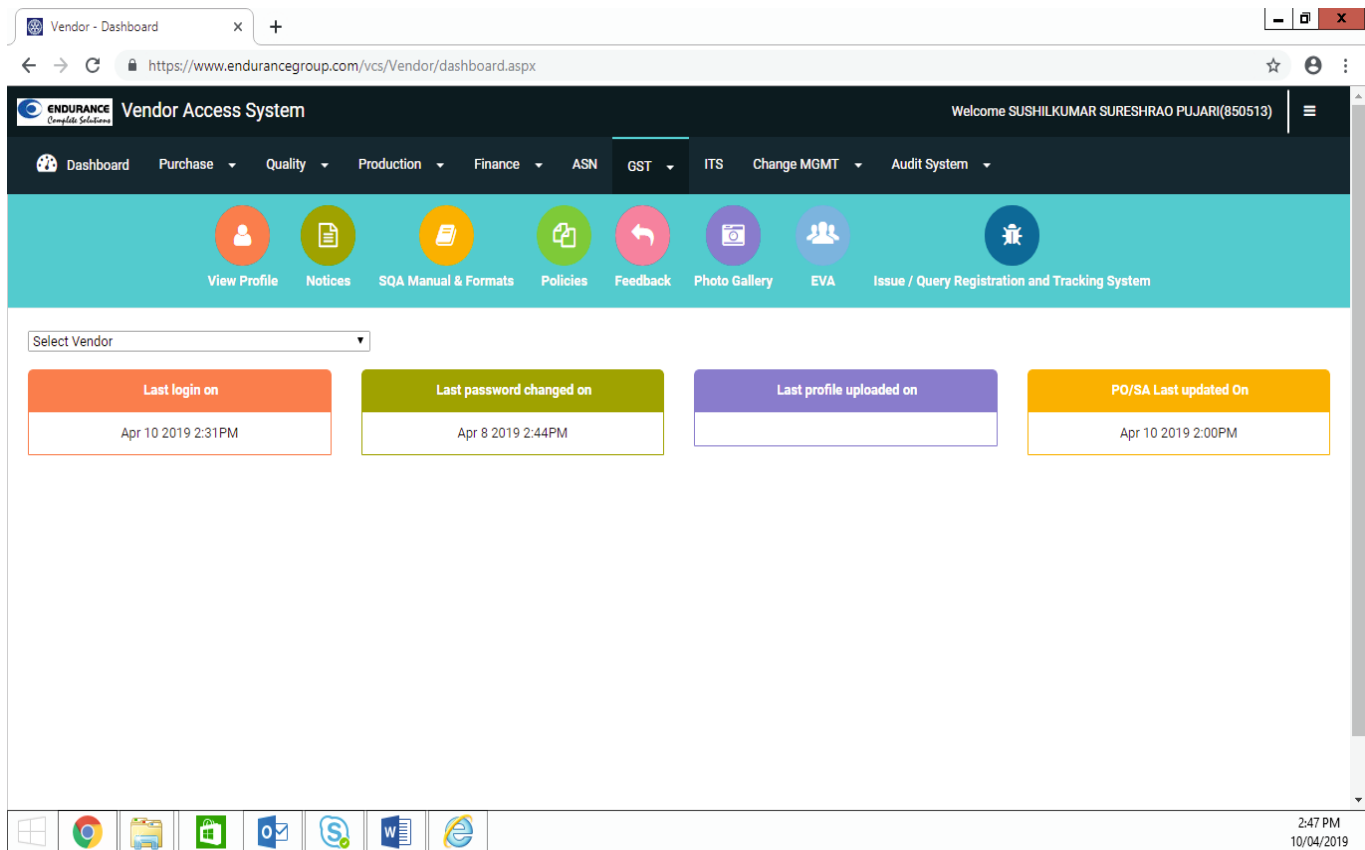 Vendor - Dashboard
https://www.endurancegroup.com/vcs/Vendor/dashboard.aspx
ENDURANCE
Complete Solutions
Vendor Access System
Welcome SUSHILKUMAR SURESHRAO PUJARI(850513)
Dashboard Purchase Quality Production Finance ASN GST ITS Change MGMT Audit System
View Profile Notices SQA Manual & Formats Policies Feedback Photo Gallery EVA Issue / Query Registration and Tracking System
Select Vendor
Last login on Last password changed on Last profile uploaded on PO/SA Last updated On
Apr 10 2019 2:31PM Apr 8 2019 2:44PM Apr 10 2019 2:00PM
2:47 PM
10/04/2019